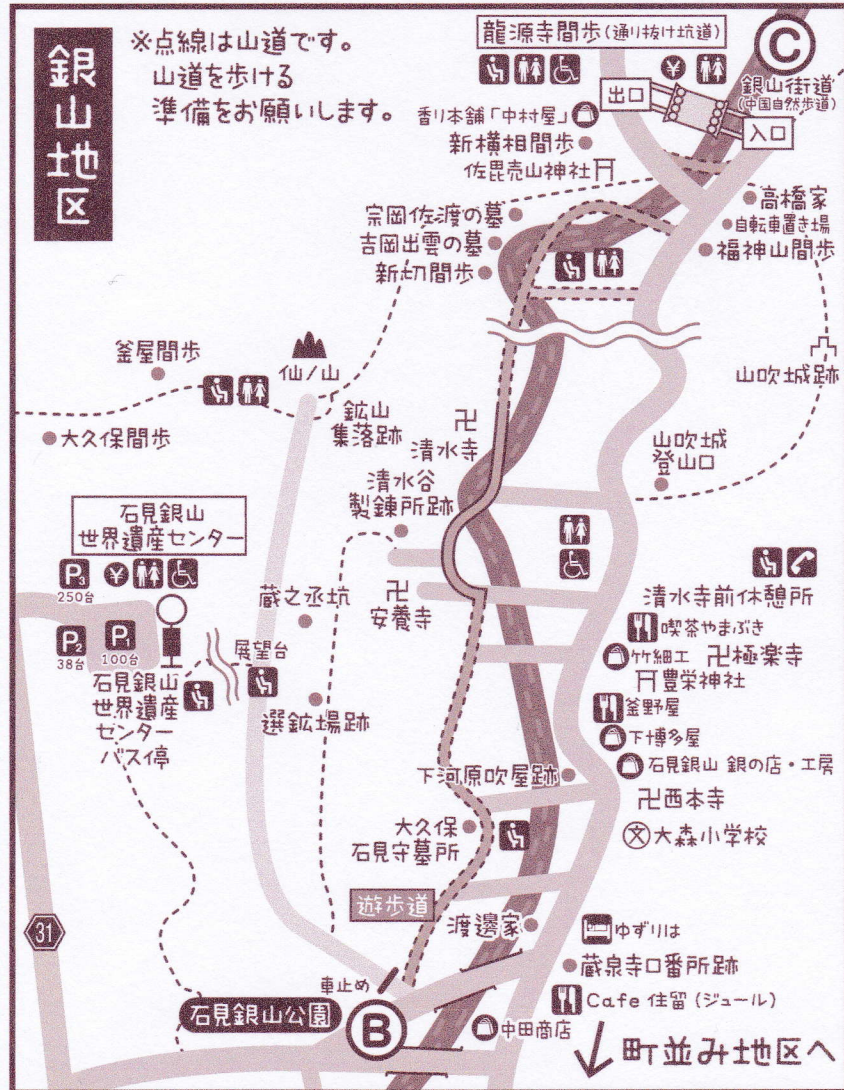 銀山地区
※点線は山道です。
山道を歩ける
準備をお願いします。
龍源寺間歩(通り抜け坑道)
C
銀山街道
(中国自然歩道)
出口
入口
香り本舗「中村屋」
新横相間歩
佐毘売山神社
高橋家
自転車置き場
福神山間歩
宗岡佐渡の墓
吉岡出雲の墓
新切間歩
釜屋間歩
仙ノ山
山吹城跡
大久保間歩
鉱山
集落跡
清水寺
山吹城
登山口
清水谷
製錬所跡
石見銀山
世界遺産センター
P3
250台
P2
38台
P1
100台
石見銀山
世界遺産
センター
バス停
蔵之丞坑
展望台
選鉱場跡
安養寺
清水寺前休憩所
喫茶やまぶき
竹細工
卍極楽寺
豊栄神社
釜野屋
下博多屋
石見銀山 銀の店・工房
下河原吹屋跡
卍西本寺
文 大森小学校
大久保
石見守墓所
遊歩道
渡邊家
ゆずりは
蔵泉寺口番所跡
Cafe 住留(ジュール)
31
車止め
石見銀山公園
B
中田商店
町並み地区へ